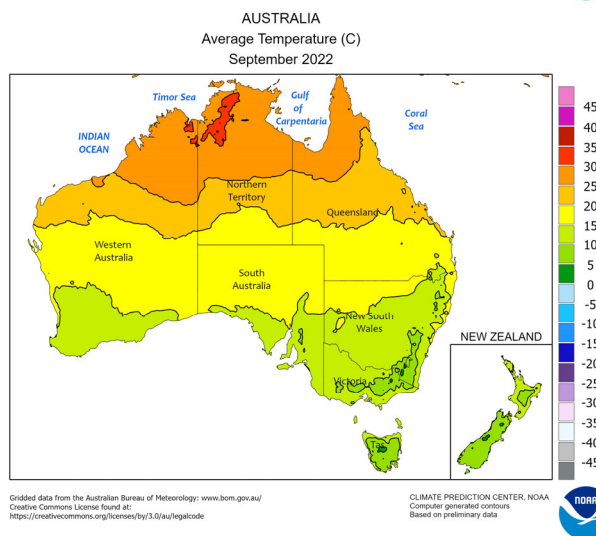 AUSTRALIA
Average Temperature (C)
September 2022
Timor Sea
Gulf
of
Carpentaria
Coral
Sea
INDIAN
OCEAN
Northern
Territory
Queensland
Western
Australia
South
Australia
New South
Wales
Victoria
Tas
NEW ZEALAND
45
40
35
30
25
20
15
10
5
0
-5
-10
-15
-20
-25
-30
-35
-40
-45
Gridded data from the Australian Bureau of Meteorology: www.bom.gov.au/
Creative Commons License found at:
https://creativecommons.org/licenses/by/3.0/au/legalcode
CLIMATE PREDICTION CENTER, NOAA
Computer generated contours
Based on preliminary data
NOAA